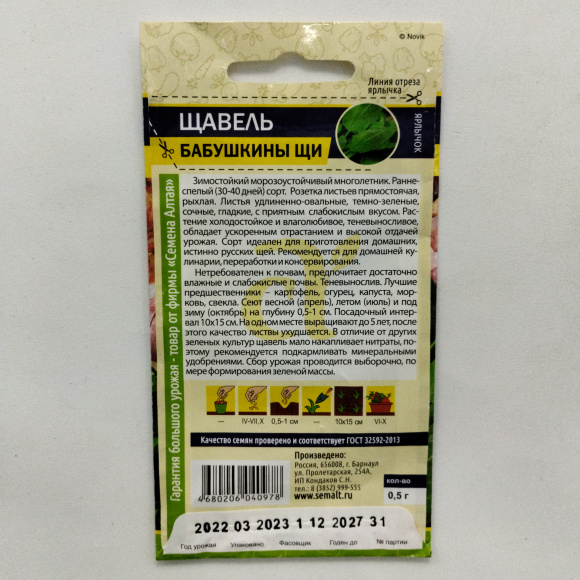 © Novik
Линия отреза
ярлычка
ЩАВЕЛЬ
БАБУШКИНЫ ЩИ
ЯРЛЫЧОК
Гарантия большого урожая - товар от фирмы «Семена Алтая»
Зимостойкий морозоустойчивый многолетник. Ранне-
спелый (30-40 дней) сорт. Розетка листьев прямостоячая,
рыхлая. Листья удлиненно-овальные, темно-зеленые,
сочные, гладкие, с приятным слабокислым вкусом. Рас-
тение холодостойкое и влаголюбивое, теневыносливое,
обладает ускоренным отрастанием и высокой отдачей
урожая. Сорт идеален для приготовления домашних,
истинно русских щей. Рекомендуется для домашней ку-
линарии, переработки и консервирования.
Нетребователен к почвам, предпочитает достаточно
влажные и слабокислые почвы. Теневынослив. Лучшие
предшественники – картофель, огурец, капуста, мор-
ковь, свекла. Сеют весной (апрель), летом (июль) и под
зиму (октябрь) на глубину 0,5-1 см. Посадочный интер-
вал 10х15 см. На одном месте выращивают до 5 лет, после
этого качество листвы ухудшается. В отличие от других
зеленых культур щавель мало накапливает нитраты, по-
этому рекомендуется подкармливать минеральными
удобрениями. Сбор урожая проводится выборочно, по
мере формирования зеленой массы.
— IV-VII, X 0,5-1 см — 10х15 см VI-X
Качество семян проверено и соответствует ГОСТ 32592-2013
Произведено:
Россия, 656008, г. Барнаул
ул. Пролетарская, 254А,
ИП Кондаков С.Н.
тел.: 8 (3852) 999-555
www.semalt.ru
кол-во
0,5 г
4 680206 040978
2022 03 2023 1 12 2027 31
Год урожая Упаковано Фасовщик Годен до № партии